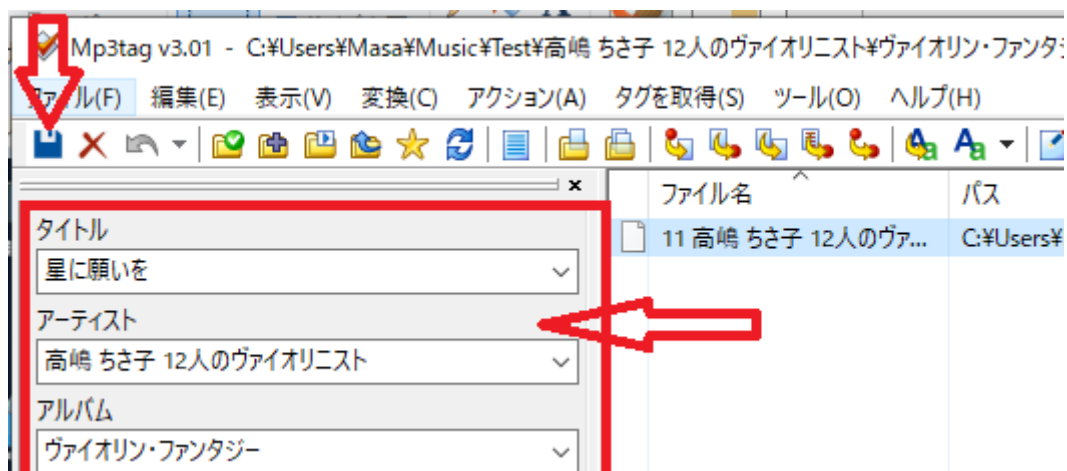 Mp3tag v3.01 - C:¥Users¥Masa¥Music¥Test¥高嶋 ちさ子 12人のヴァイオリニスト¥ヴァイオリン・ファンタジ
ファイル(F) 編集(E) 表示(V) 変換(C) アクション(A) タグを取得(S) ツール(O) ヘルプ(H)
ファイル名 パス
タイトル
11 高嶋 ちさ子 12人のヴァ... C:¥Users¥
星に願いを
アーティスト
高嶋 ちさ子 12人のヴァイオリニスト
アルバム
ヴァイオリン・ファンタジー